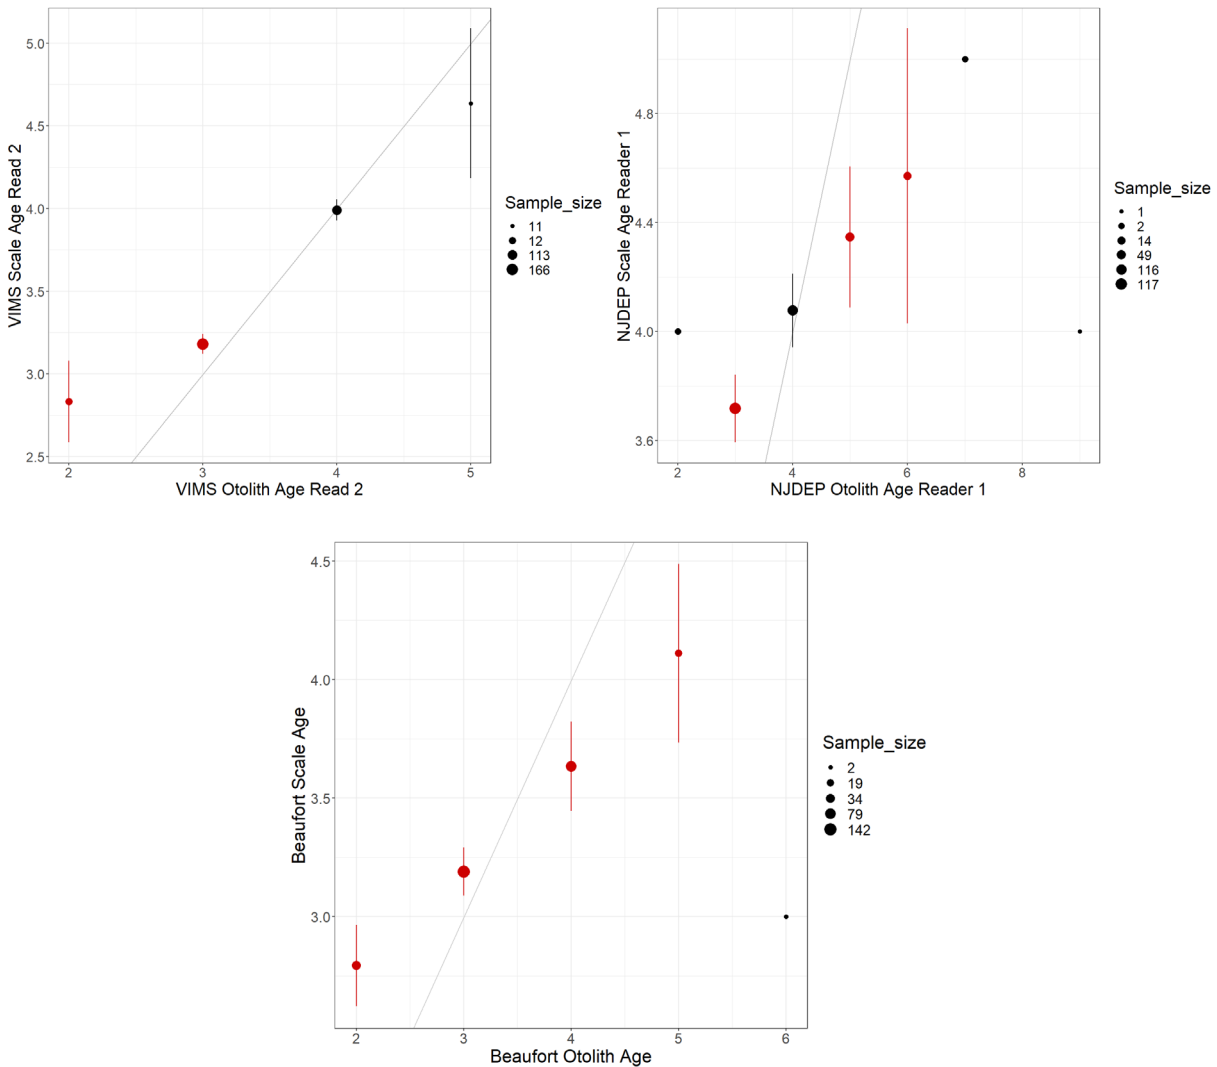 5.0
4.5
4.0
3.5
3.0
2.5
VIMS Scale Age Read 2
2 3 4 5
VIMS Otolith Age Read 2
Sample_size
11
12
113
166
4.8
4.4
4.0
3.6
NJDEP Scale Age Reader 1
2 4 6 8
NJDEP Otolith Age Reader 1
Sample_size
1
2
14
49
116
117
4.5
4.0
3.5
3.0
Beaufort Scale Age
2 3 4 5 6
Beaufort Otolith Age
Sample_size
2
19
34
79
142